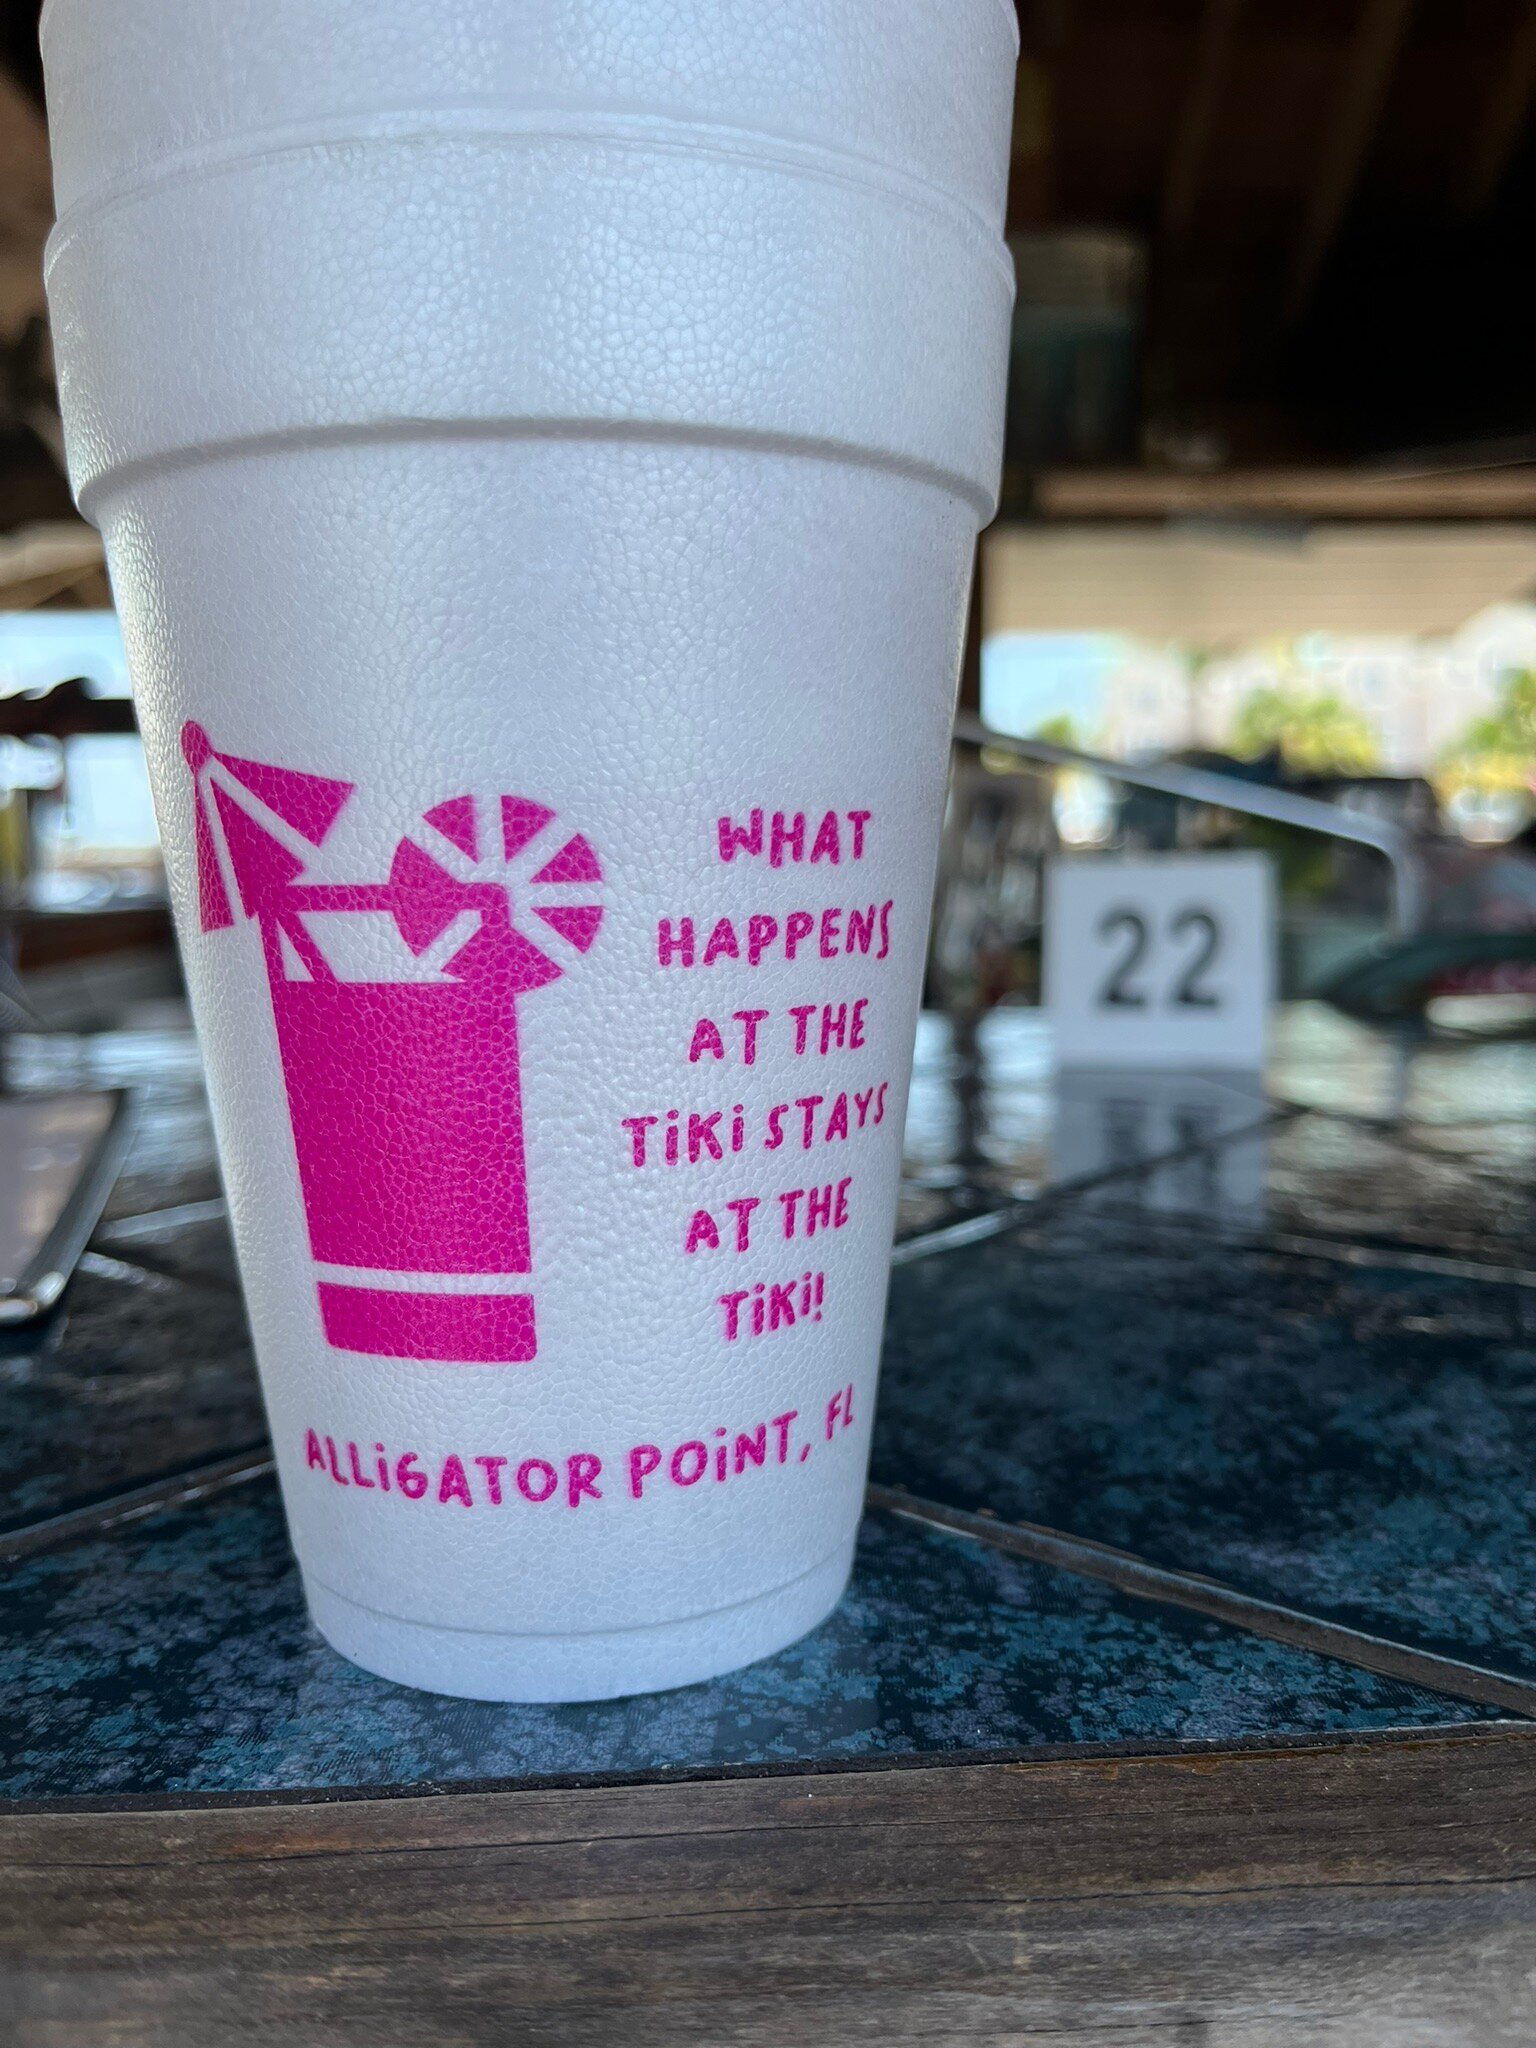 WHAT
HAPPENS
AT THE
TiKi STAYS
AT THE
TiKi!
ALLiGATOR POiNT, FL
22